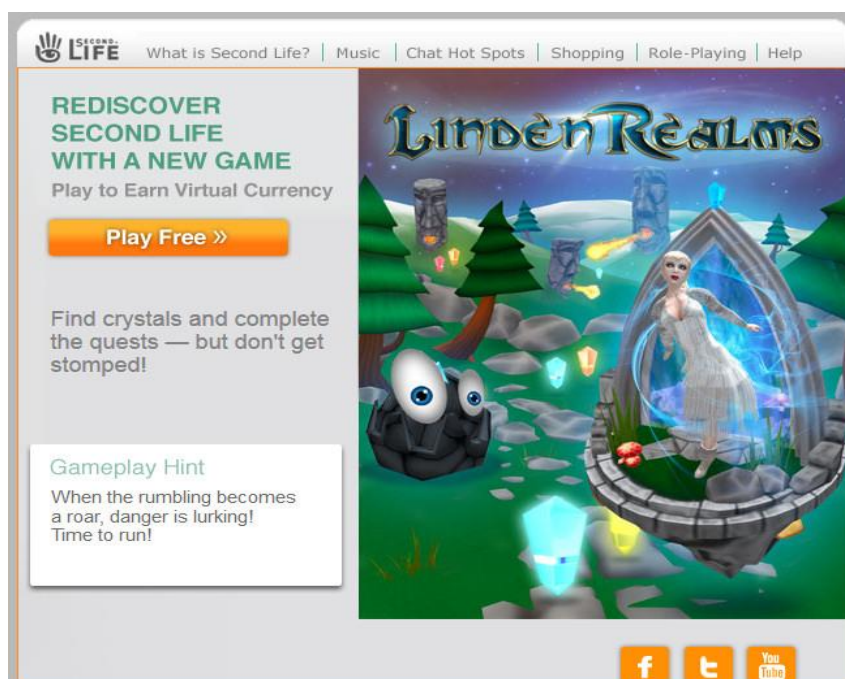 SECOND
LIFE
What is Second Life? | Music | Chat Hot Spots | Shopping | Role-Playing | Help
REDISCOVER
SECOND LIFE
WITH A NEW GAME
Play to Earn Virtual Currency
Play Free »
Find crystals and complete
the quests — but don't get
stomped!
Gameplay Hint
When the rumbling becomes
a roar, danger is lurking!
Time to run!
LINDEN REALMS
f t You
Tube